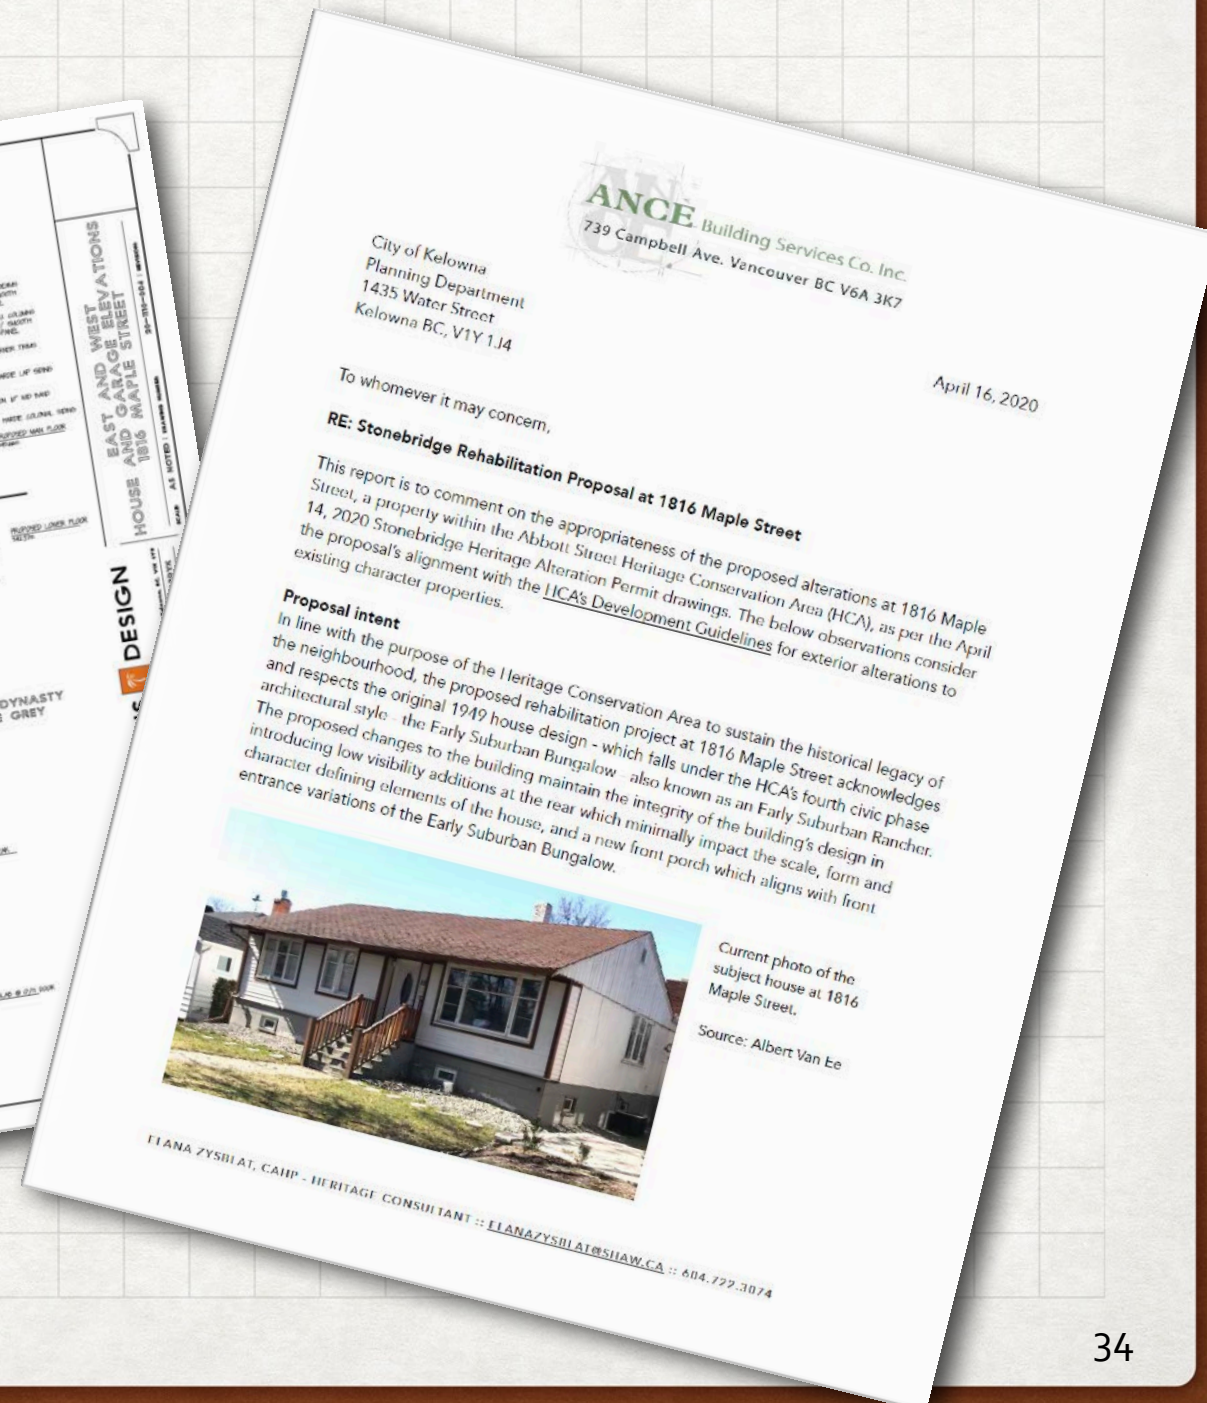 ANCE Building Services Co. Inc.
739 Campbell Ave. Vancouver BC V6A 3K7
City of Kelowna
Planning Department
1435 Water Street
Kelowna BC, V1Y 1J4
April 16, 2020
To whomever it may concern,
RE: Stonebridge Rehabilitation Proposal at 1816 Maple Street
This report is to comment on the appropriateness of the proposed alterations at 1816 Maple
Street, a property within the Abbott Street Heritage Conservation Area (HCA), as per the April
14, 2020 Stonebridge Heritage Alteration Permit drawings. The below observations consider
the proposal's alignment with the HCA's Development Guidelines for exterior alterations to
existing character properties.
Proposal intent
In line with the purpose of the Heritage Conservation Area to sustain the historical legacy of
the neighbourhood, the proposed rehabilitation project at 1816 Maple Street acknowledges
and respects the original 1949 house design - which falls under the HCA's fourth civic phase
architectural style - the Early Suburban Bungalow - also known as an Early Suburban Rancher.
The proposed changes to the building maintain the integrity of the building's design in
introducing low visibility additions at the rear which minimally impact the scale, form and
character defining elements of the house, and a new front porch which aligns with front
entrance variations of the Early Suburban Bungalow.
Current photo of the
subject house at 1816
Maple Street.
Source: Albert Van Ee
ELANA ZYSBLAT, CAHP - HERITAGE CONSULTANT :: ELANAZYSBLAT@SHAW.CA :: 604.722.3074
EAST AND WEST ELEVATIONS
HOUSE AND GARAGE
1816 MAPLE STREET
AS NOTED
SCALE
PROPOSED LOWER FLOOR
DESIGN
DYNASTY
GREY
34